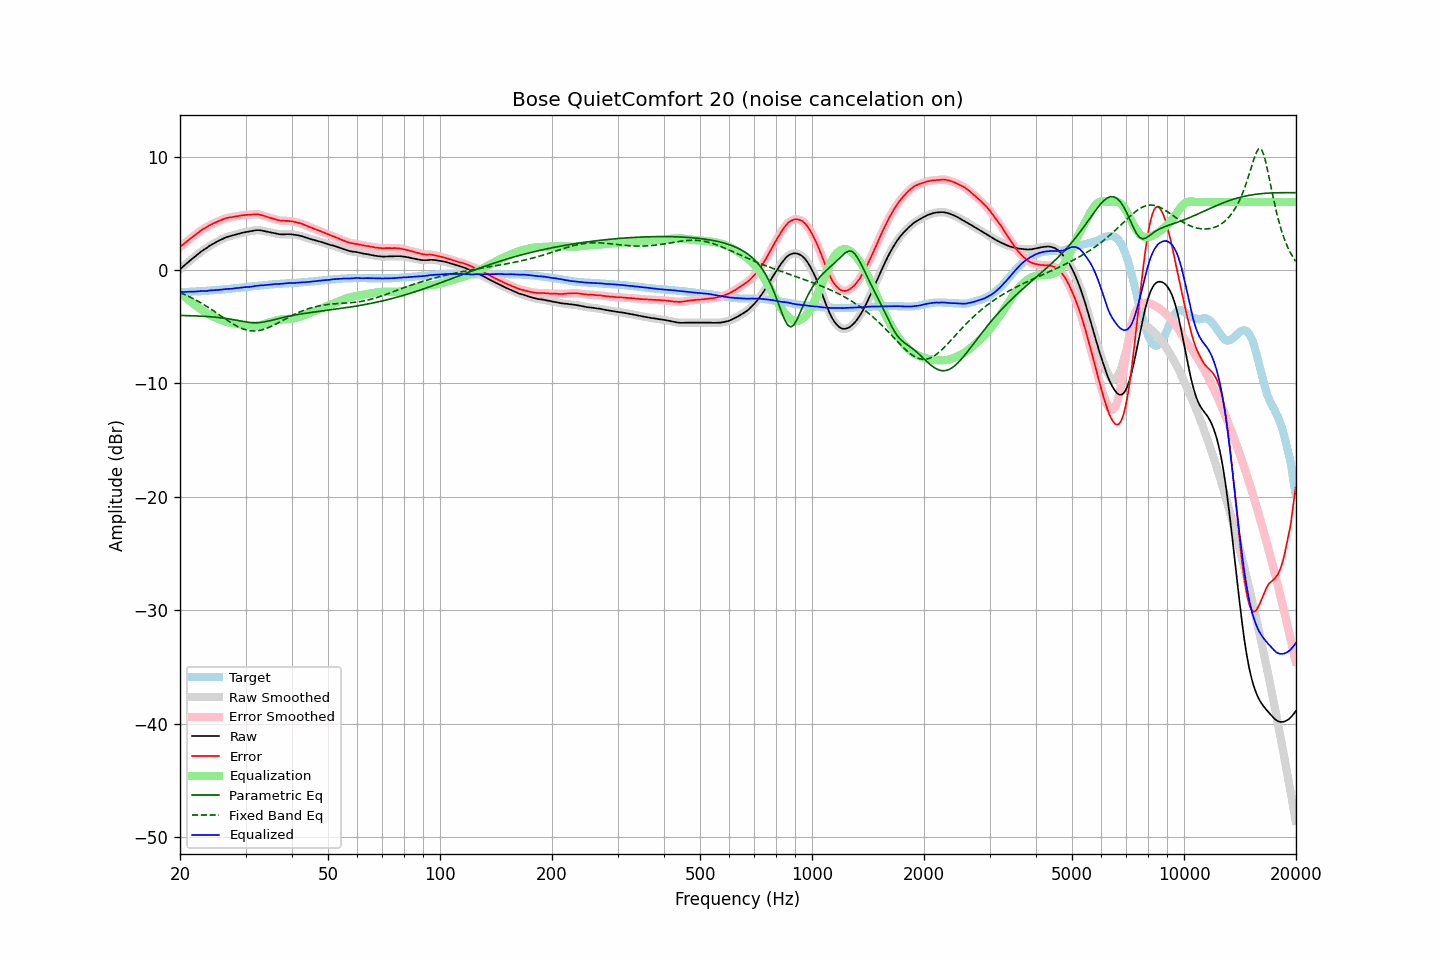 Bose QuietComfort 20 (noise cancelation on)
Amplitude (dBr)
10
0
−10
−20
−30
−40
−50
Target
Raw Smoothed
Error Smoothed
Raw
Error
Equalization
Parametric Eq
Fixed Band Eq
Equalized
20 50 100 200 500 1000 2000 5000 10000 20000
Frequency (Hz)